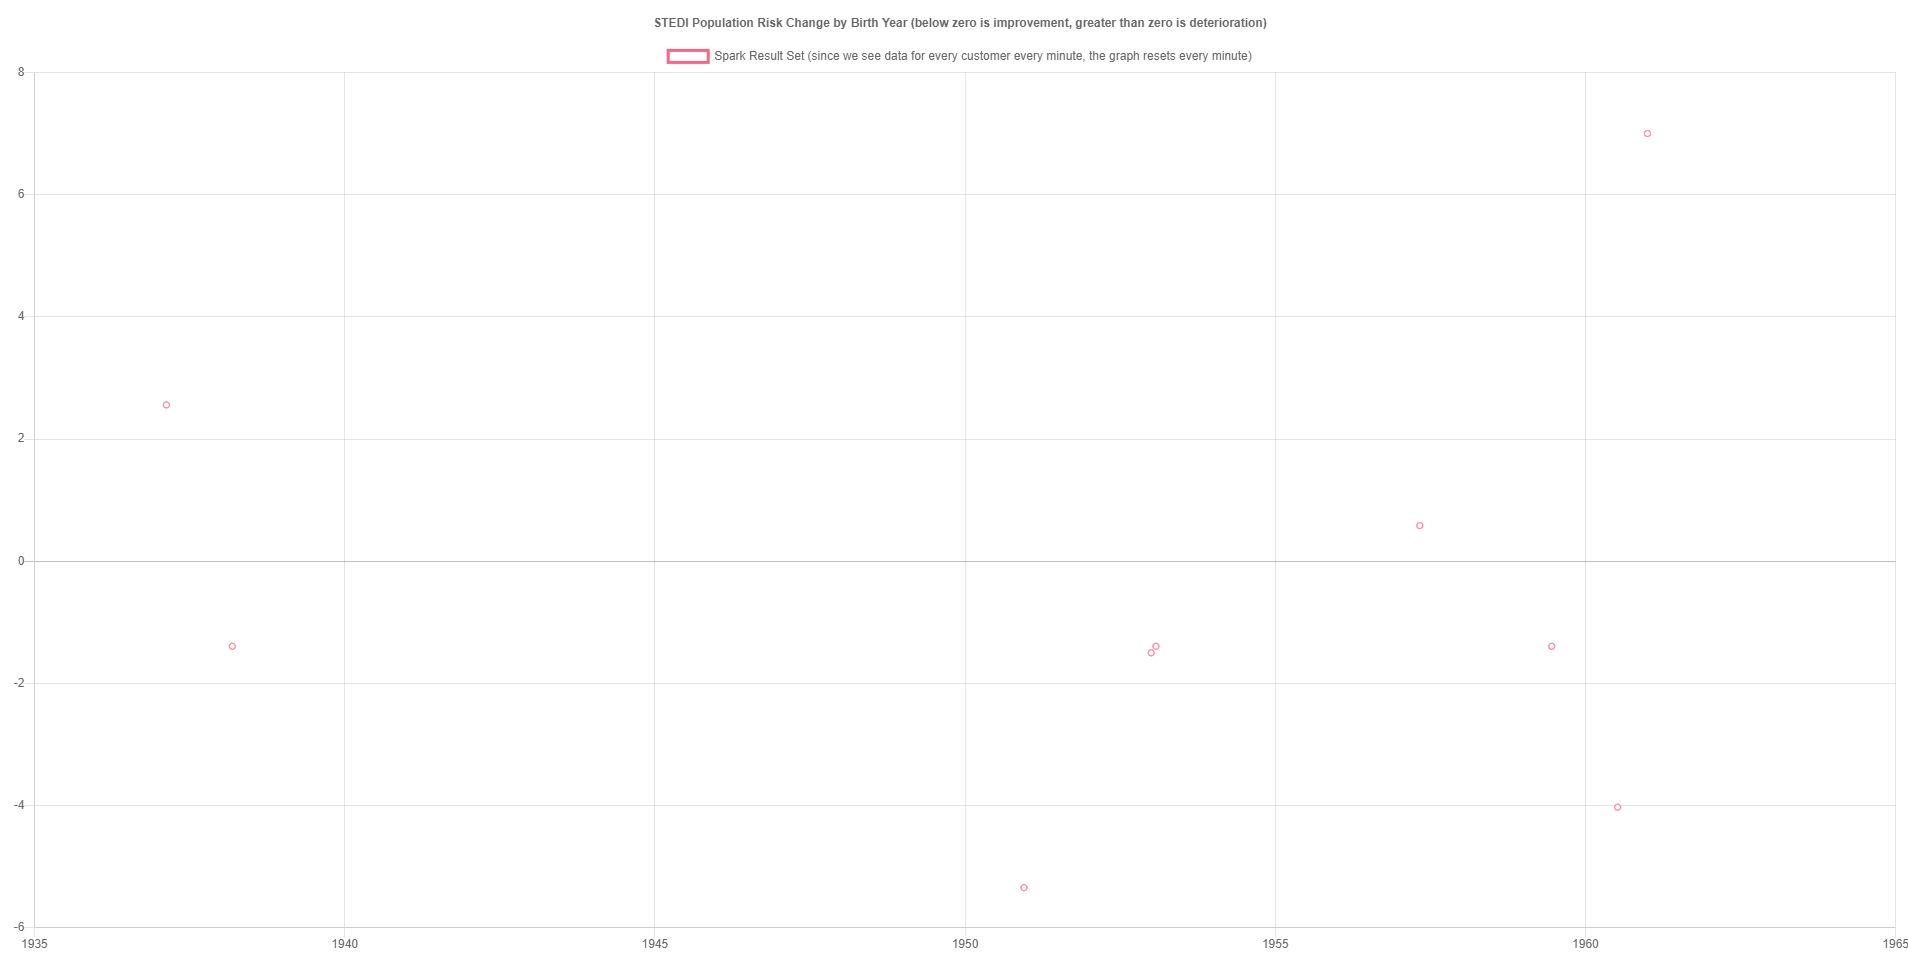 STEDI Population Risk Change by Birth Year (below zero is improvement, greater than zero is deterioration)
Spark Result Set (since we see data for every customer every minute, the graph resets every minute)
8
6
4
2
0
-2
-4
-6
1935 1940 1945 1950 1955 1960 1965